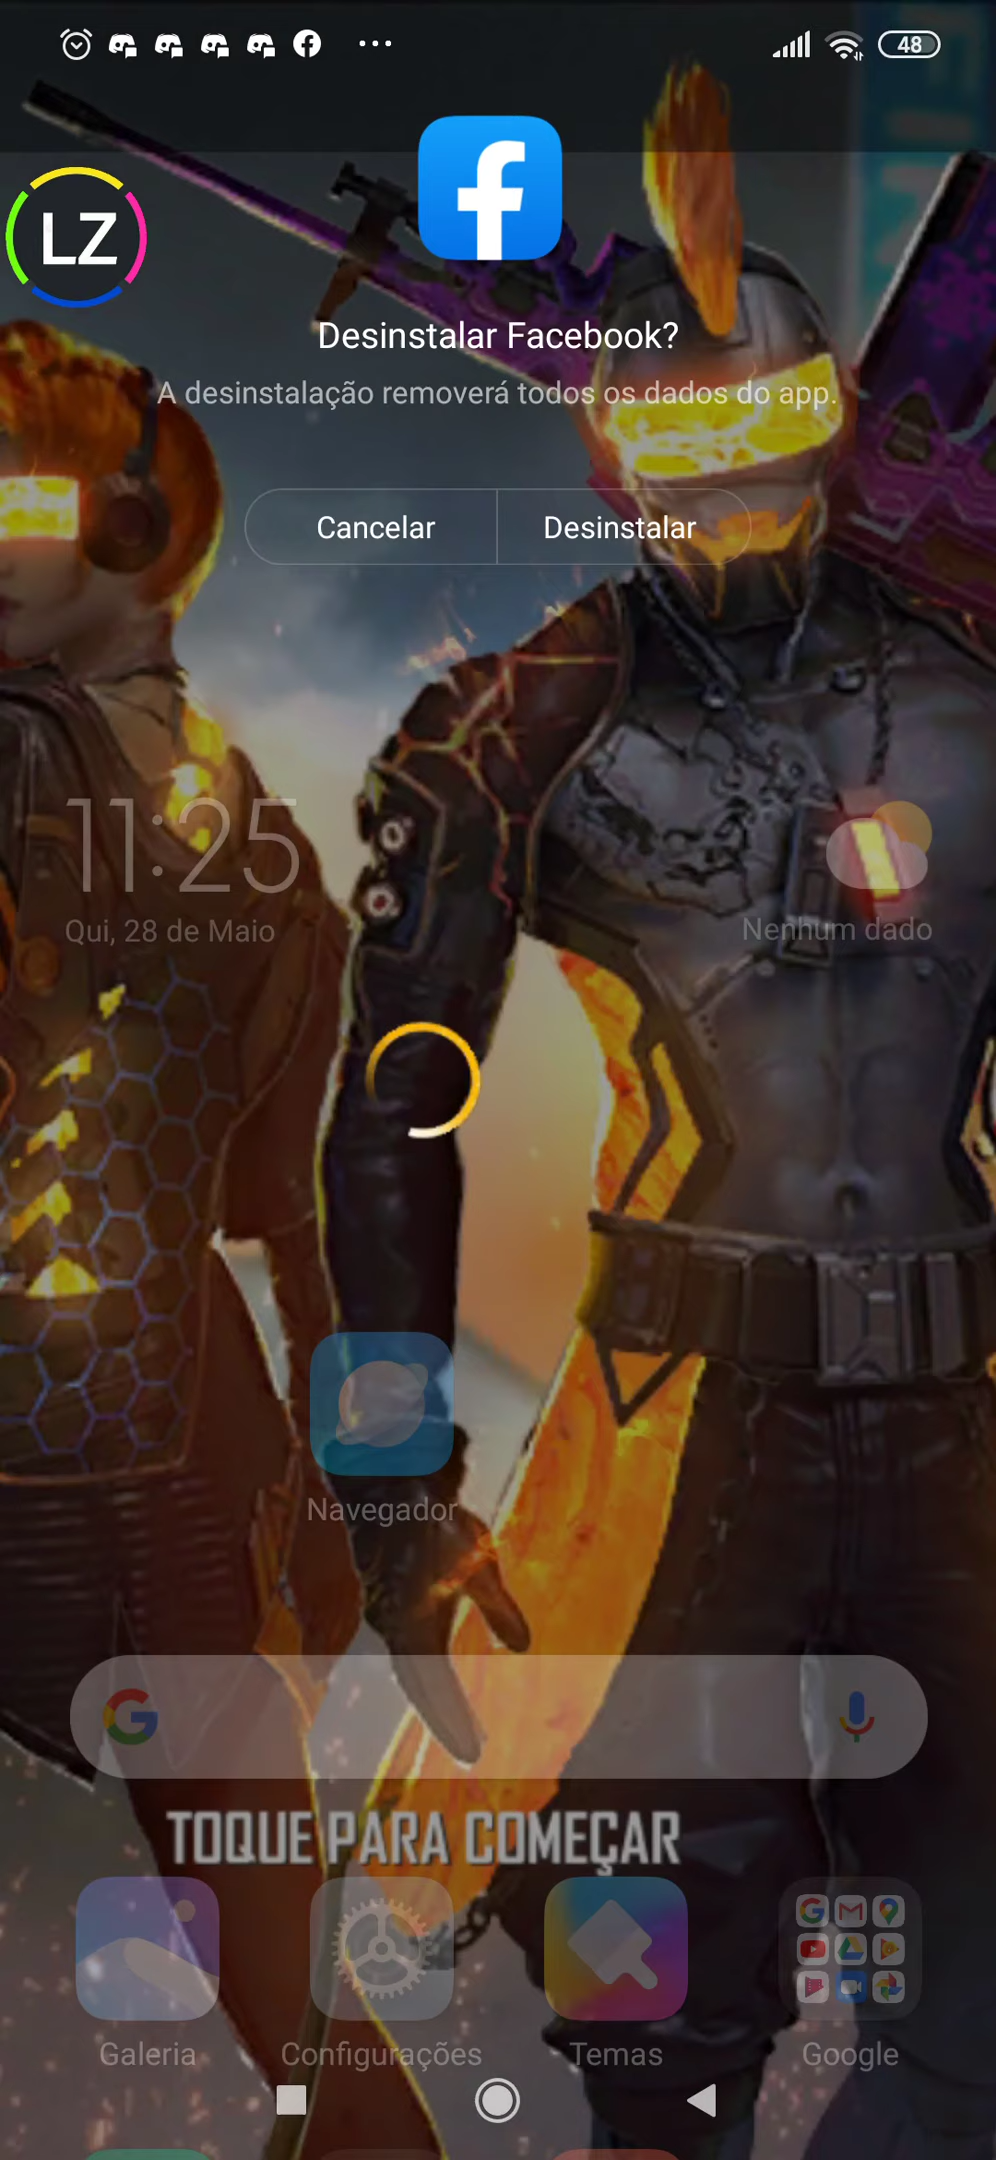 48
LZ
Desinstalar Facebook?
A desinstalação removerá todos os dados do app.
Cancelar
Desinstalar
11:25
Qui, 28 de Maio
Nenhum dado
Navegador
TOQUE PARA COMEÇAR
Galeria
Configurações
Temas
Google